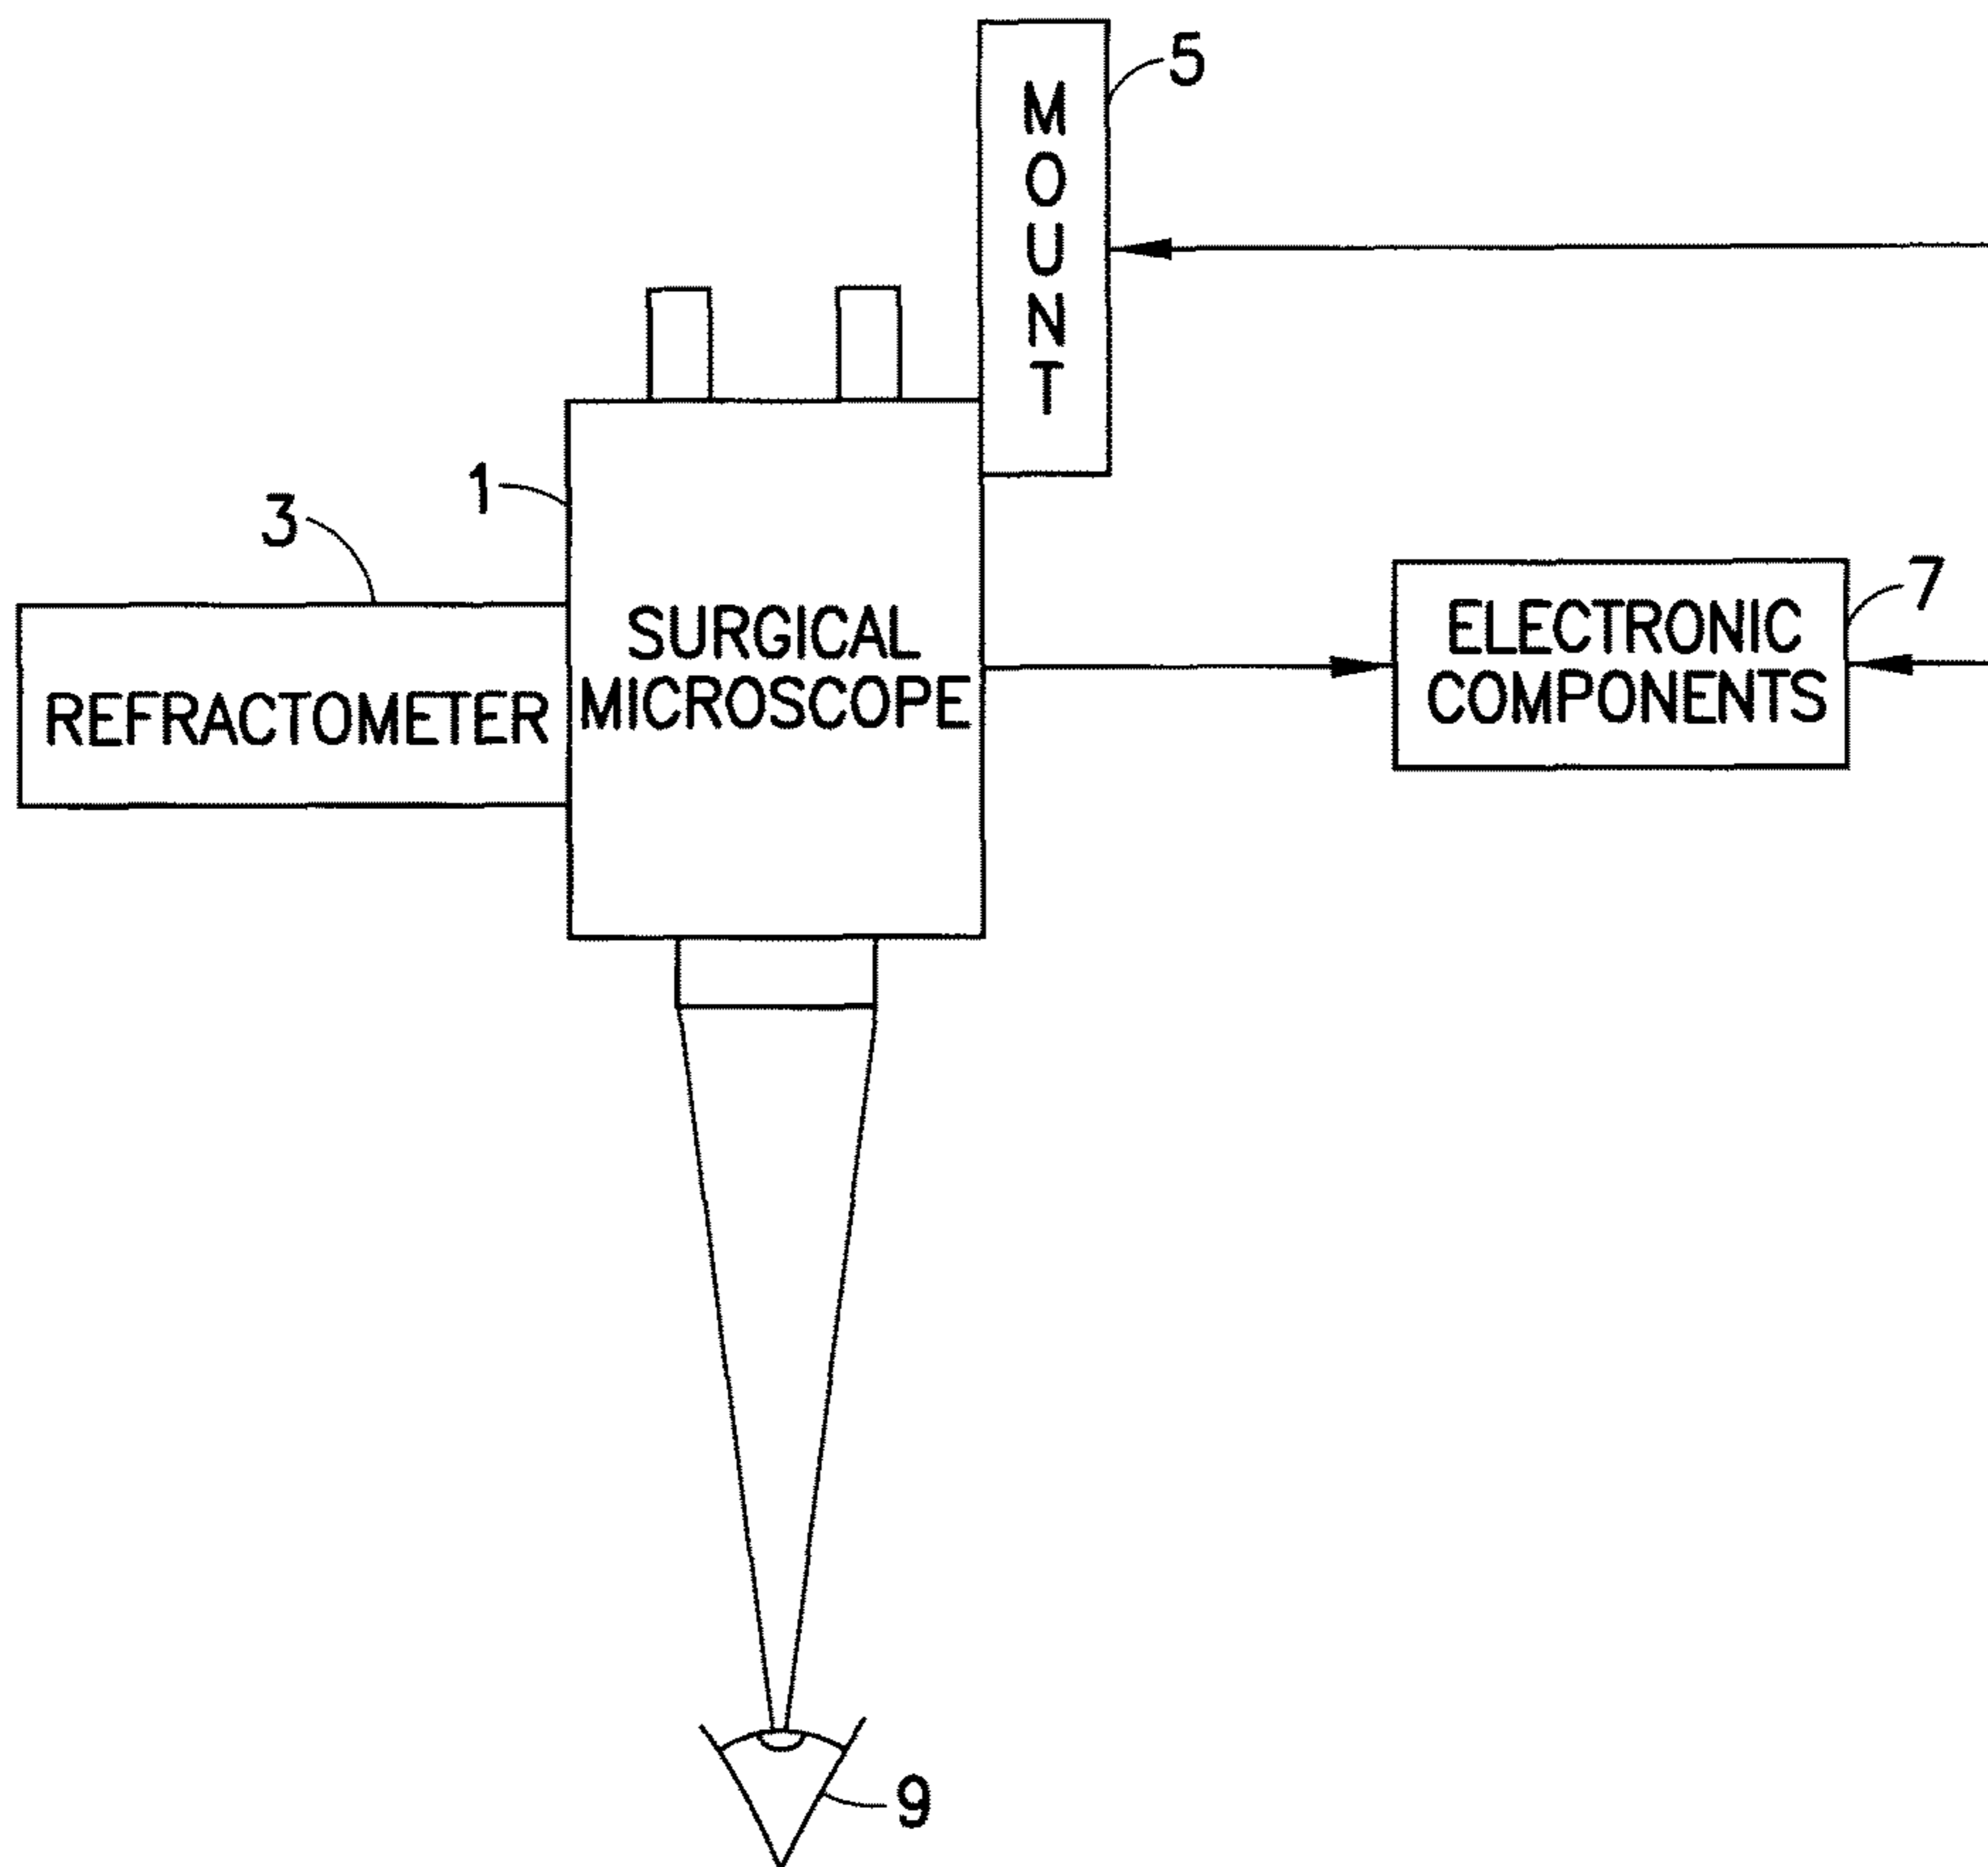 5
M
O
U
N
T
1
3
SURGICAL
MICROSCOPE
REFRACTOMETER
7
ELECTRONIC
COMPONENTS
9